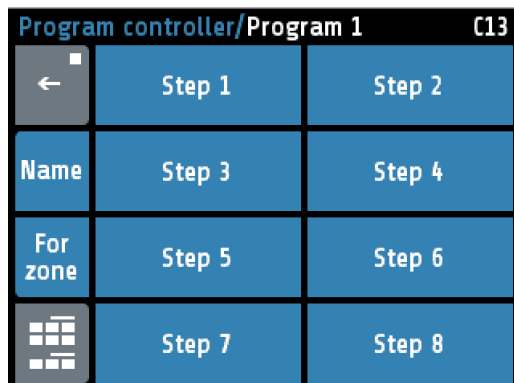 Program controller/Program 1 C13
Step 1 Step 2
Name Step 3 Step 4
For zone Step 5 Step 6
Step 7 Step 8